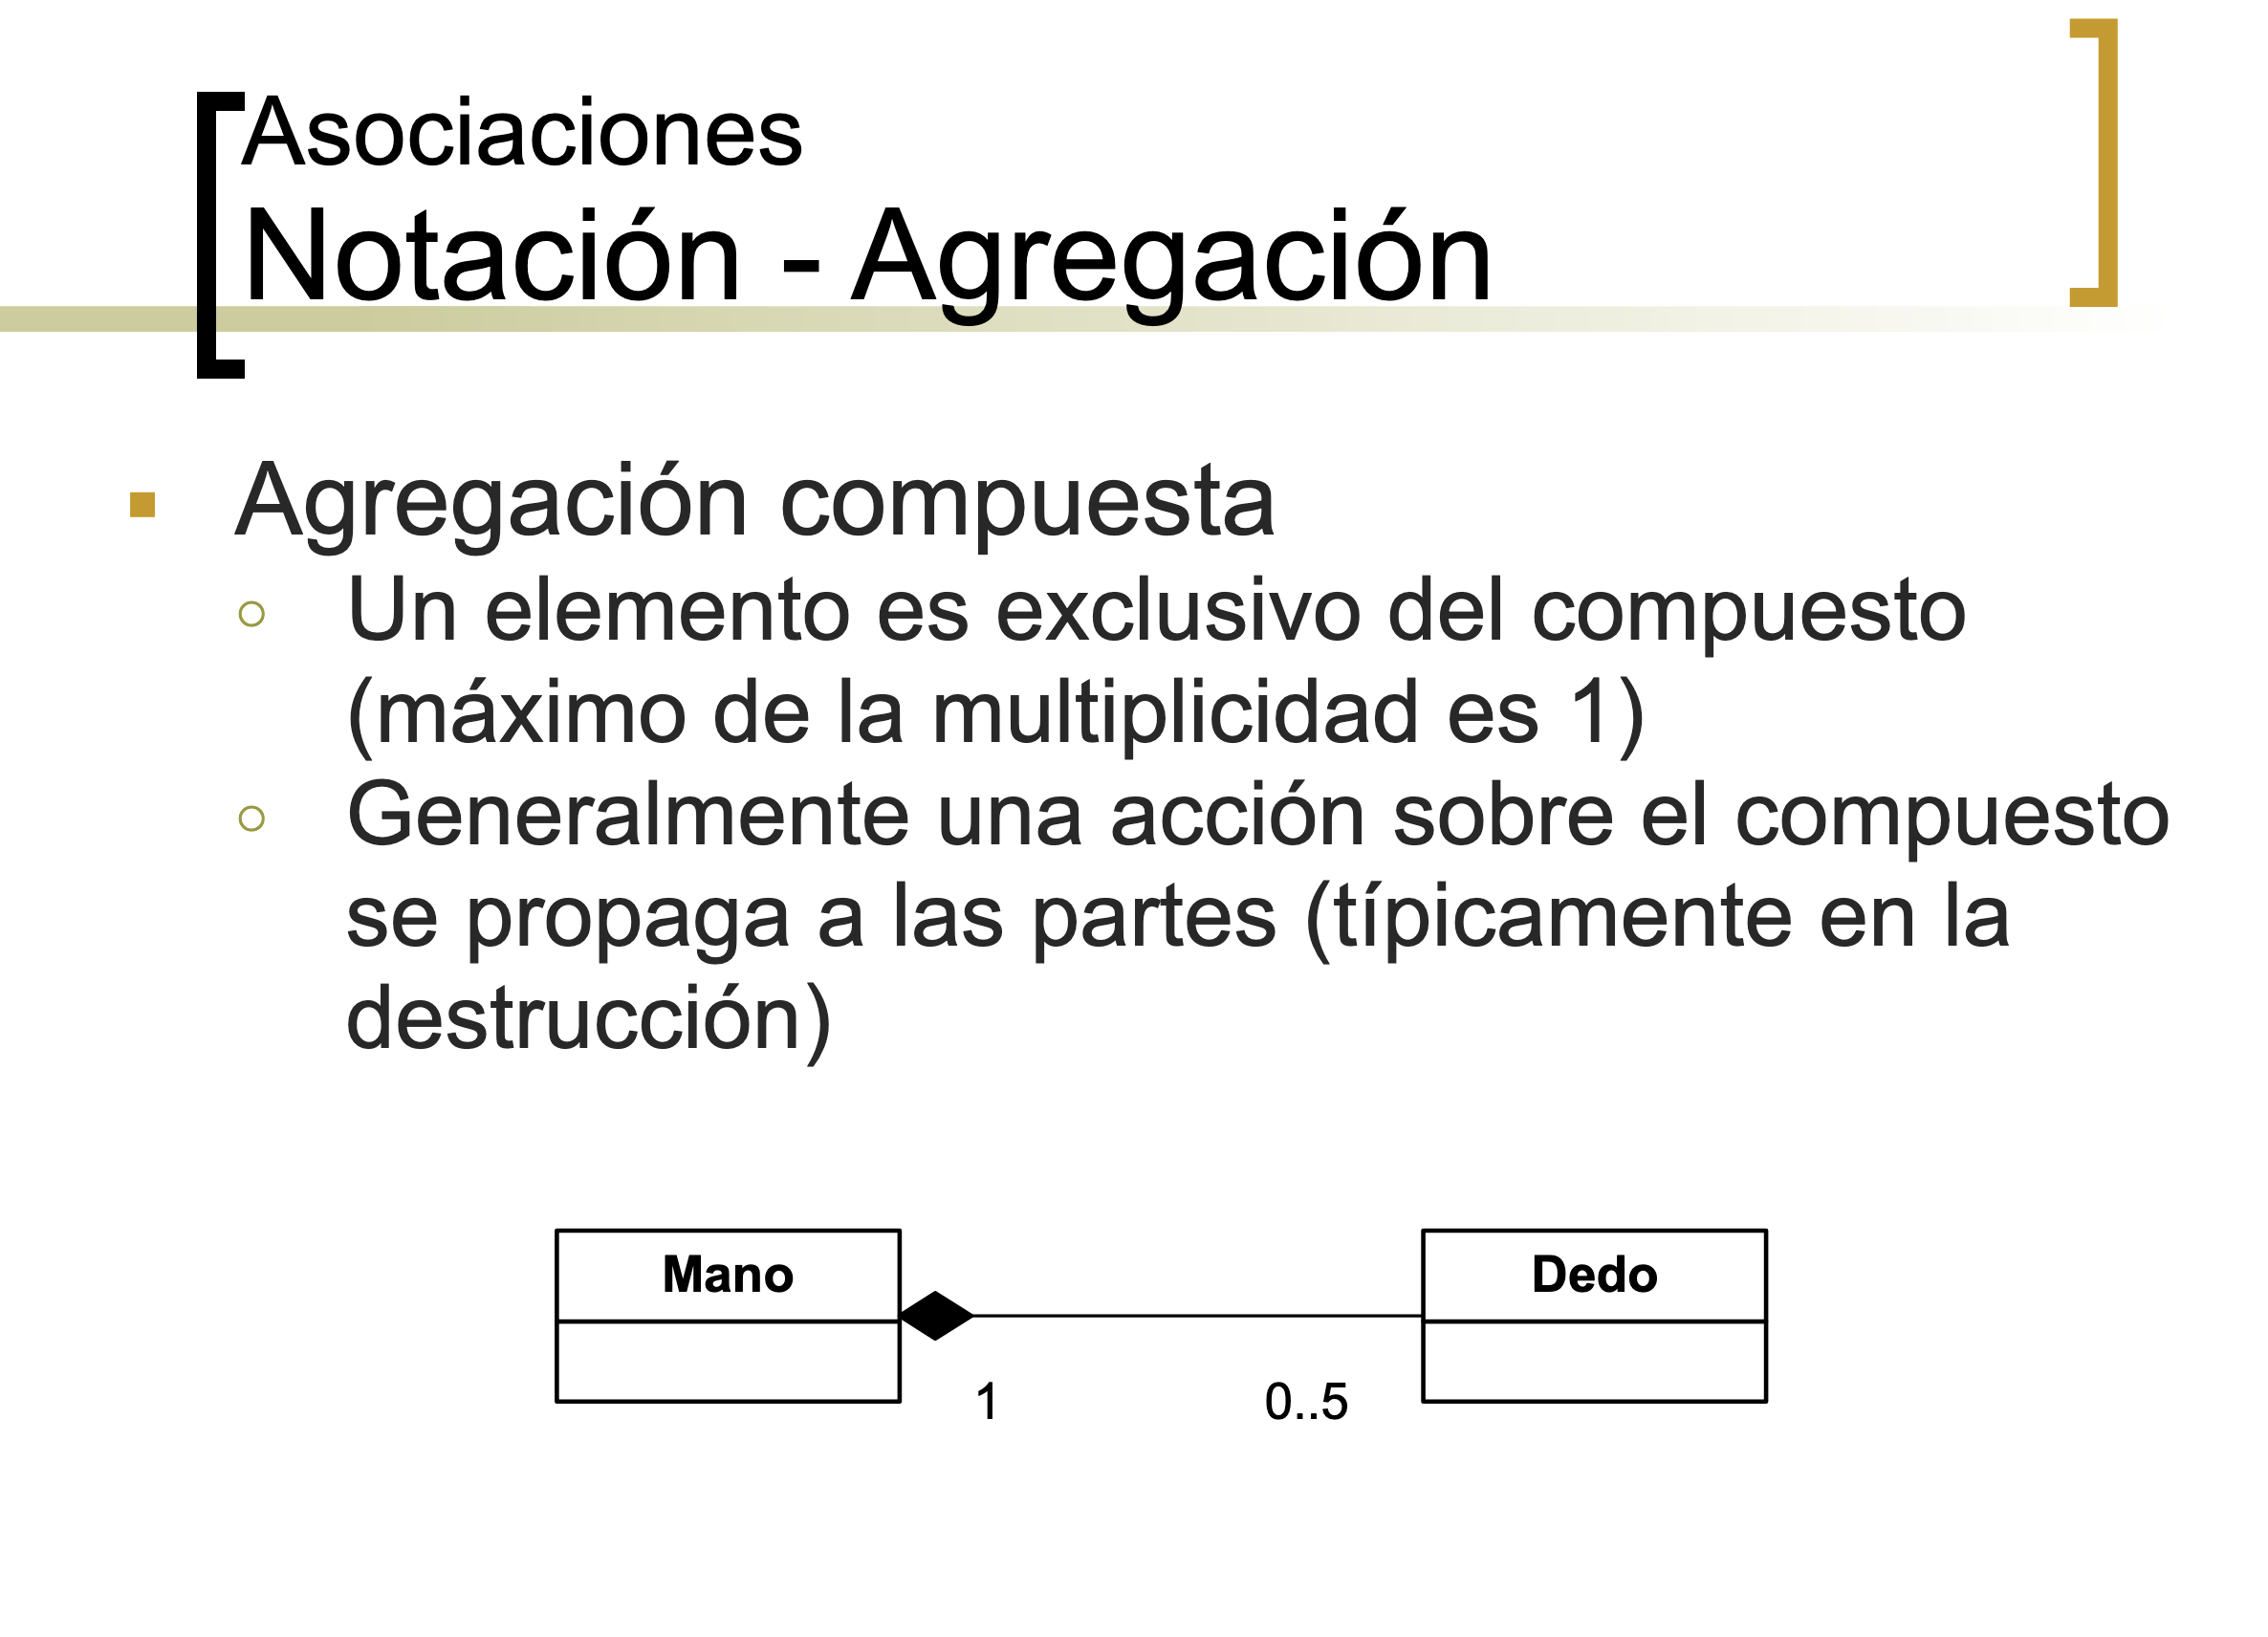 Asociaciones
Notación - Agregación
Agregación compuesta
Un elemento es exclusivo del compuesto
(máximo de la multiplicidad es 1)
Generalmente una acción sobre el compuesto
se propaga a las partes (típicamente en la
destrucción)
Mano
Dedo
1
0..5